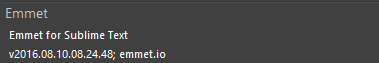 Emmet
Emmet for Sublime Text
v2016.08.10.08.24.48; emmet.io